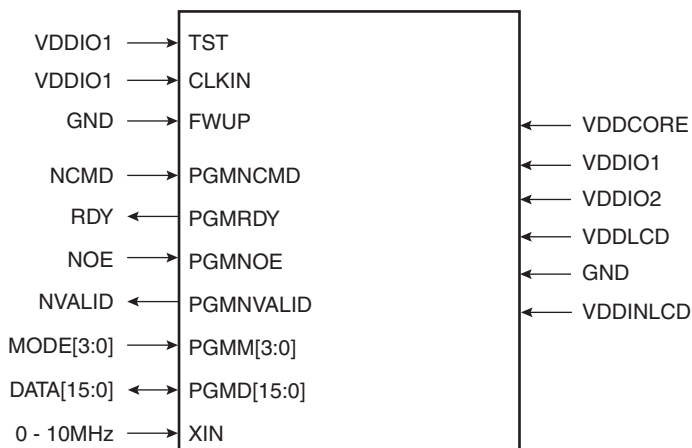 VDDIO1 TST
VDDIO1 CLKIN
GND FWUP
VDDCORE
VDDIO1
NCMD PGMNCMD
VDDIO2
RDY PGMRDY
VDDLCD
NOE PGMNOE
GND
NVALID PGMNVALID
VDDINLCD
MODE[3:0] PGMM[3:0]
DATA[15:0] PGMD[15:0]
0 - 10MHz XIN